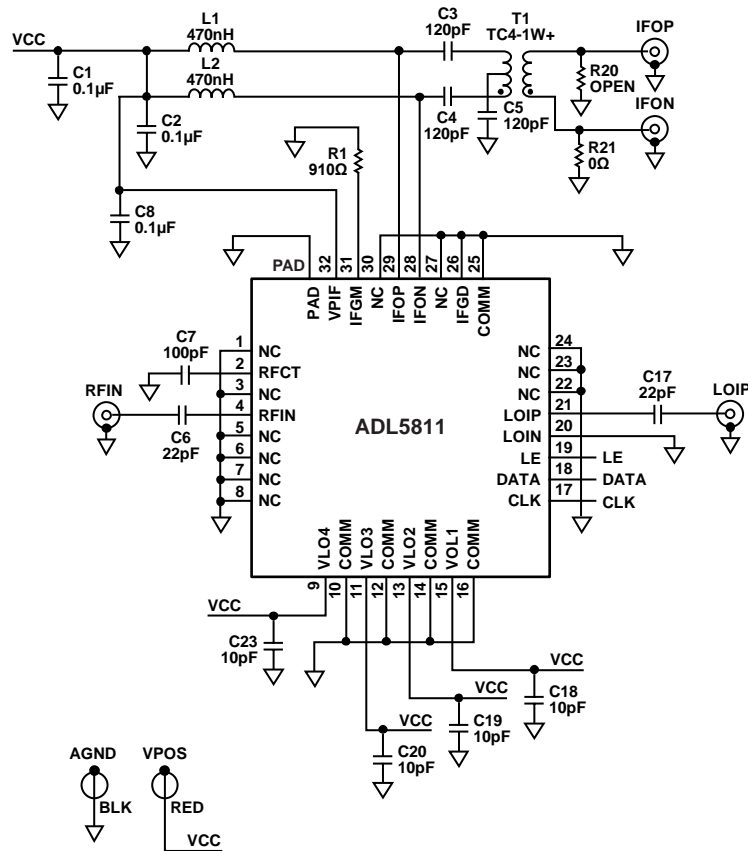 VCC
L1
470nH
C3
120pF
T1
TC4-1W+
IFOP
C1
0.1µF
L2
470nH
R20
OPEN
C2
0.1µF
C4
120pF
C5
120pF
IFON
R1
910Ω
R21
0Ω
C8
0.1µF
PAD
32
31
30
29
28
27
26
25
PAD
VPIF
IFGM
NC
IFOP
IFON
NC
IFGD
COMM
C7
100pF
RFIN
C6
22pF
1
NC
2
RFCT
3
NC
4
RFIN
5
NC
6
NC
7
NC
8
NC
ADL5811
NC
24
NC
23
NC
22
LOIP
21
LOIN
20
LE
19
LE
DATA
18
DATA
CLK
17
CLK
C17
22pF
LOIP
VLO4
COMM
VLO3
COMM
VLO2
COMM
VOL1
COMM
9
10
11
12
13
14
15
16
VCC
C23
10pF
VCC
C18
10pF
VCC
C19
10pF
VCC
C20
10pF
AGND
BLK
VPOS
RED
VCC